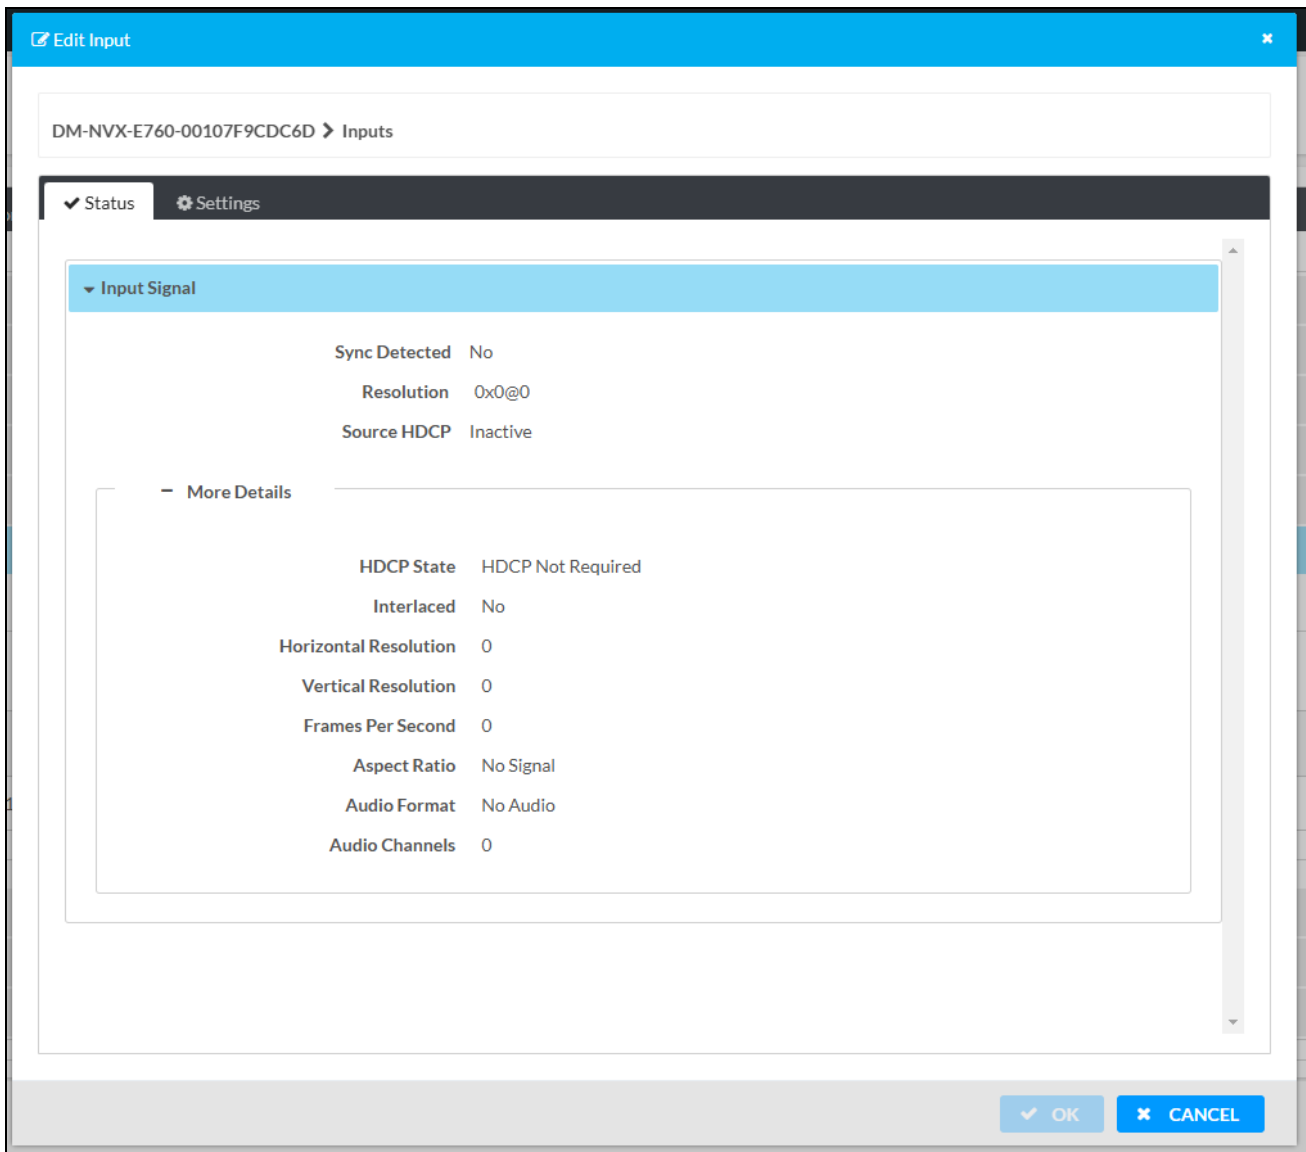 Edit Input
DM-NVX-E760-00107F9CDC6D > Inputs
Status Settings
Input Signal
Sync Detected No
Resolution 0x0@0
Source HDCP Inactive
More Details
HDCP State HDCP Not Required
Interlaced No
Horizontal Resolution 0
Vertical Resolution 0
Frames Per Second 0
Aspect Ratio No Signal
Audio Format No Audio
Audio Channels 0
OK CANCEL